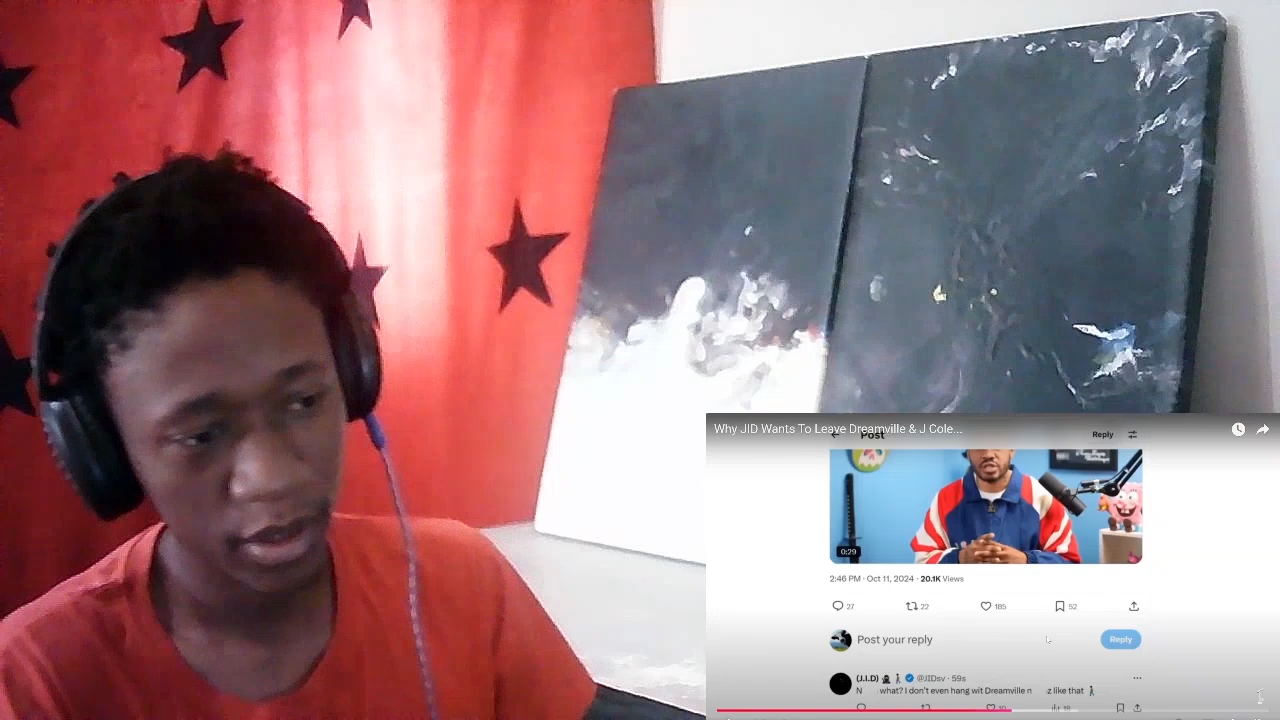 Why JID Wants To Leave Dreamville & J Cole...
Post
Reply
0:29
2:46 PM · Oct 11, 2024 · 20.1K Views
27 22 185 52
Post your reply
Reply
(J.I.D) @JIDsv · 59s
N what? I don't even hang wit Dreamville n z like that
10 18